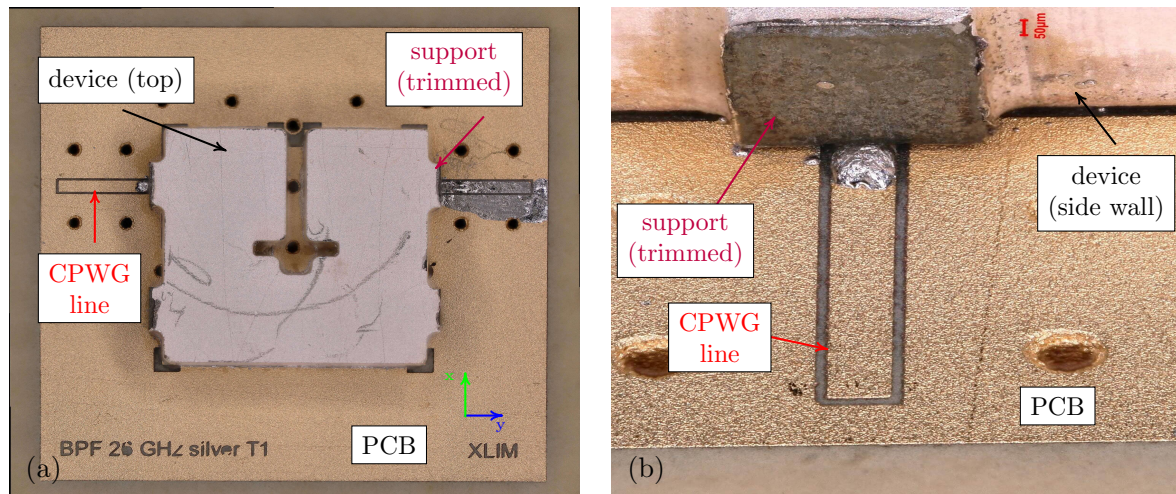 device (top)
support
(trimmed)
CPWG
line
y
PCB
BPF 26 GHz silver T1
XLIM
(a)
50µm
device
(side wall)
support
(trimmed)
CPWG
line
PCB
(b)